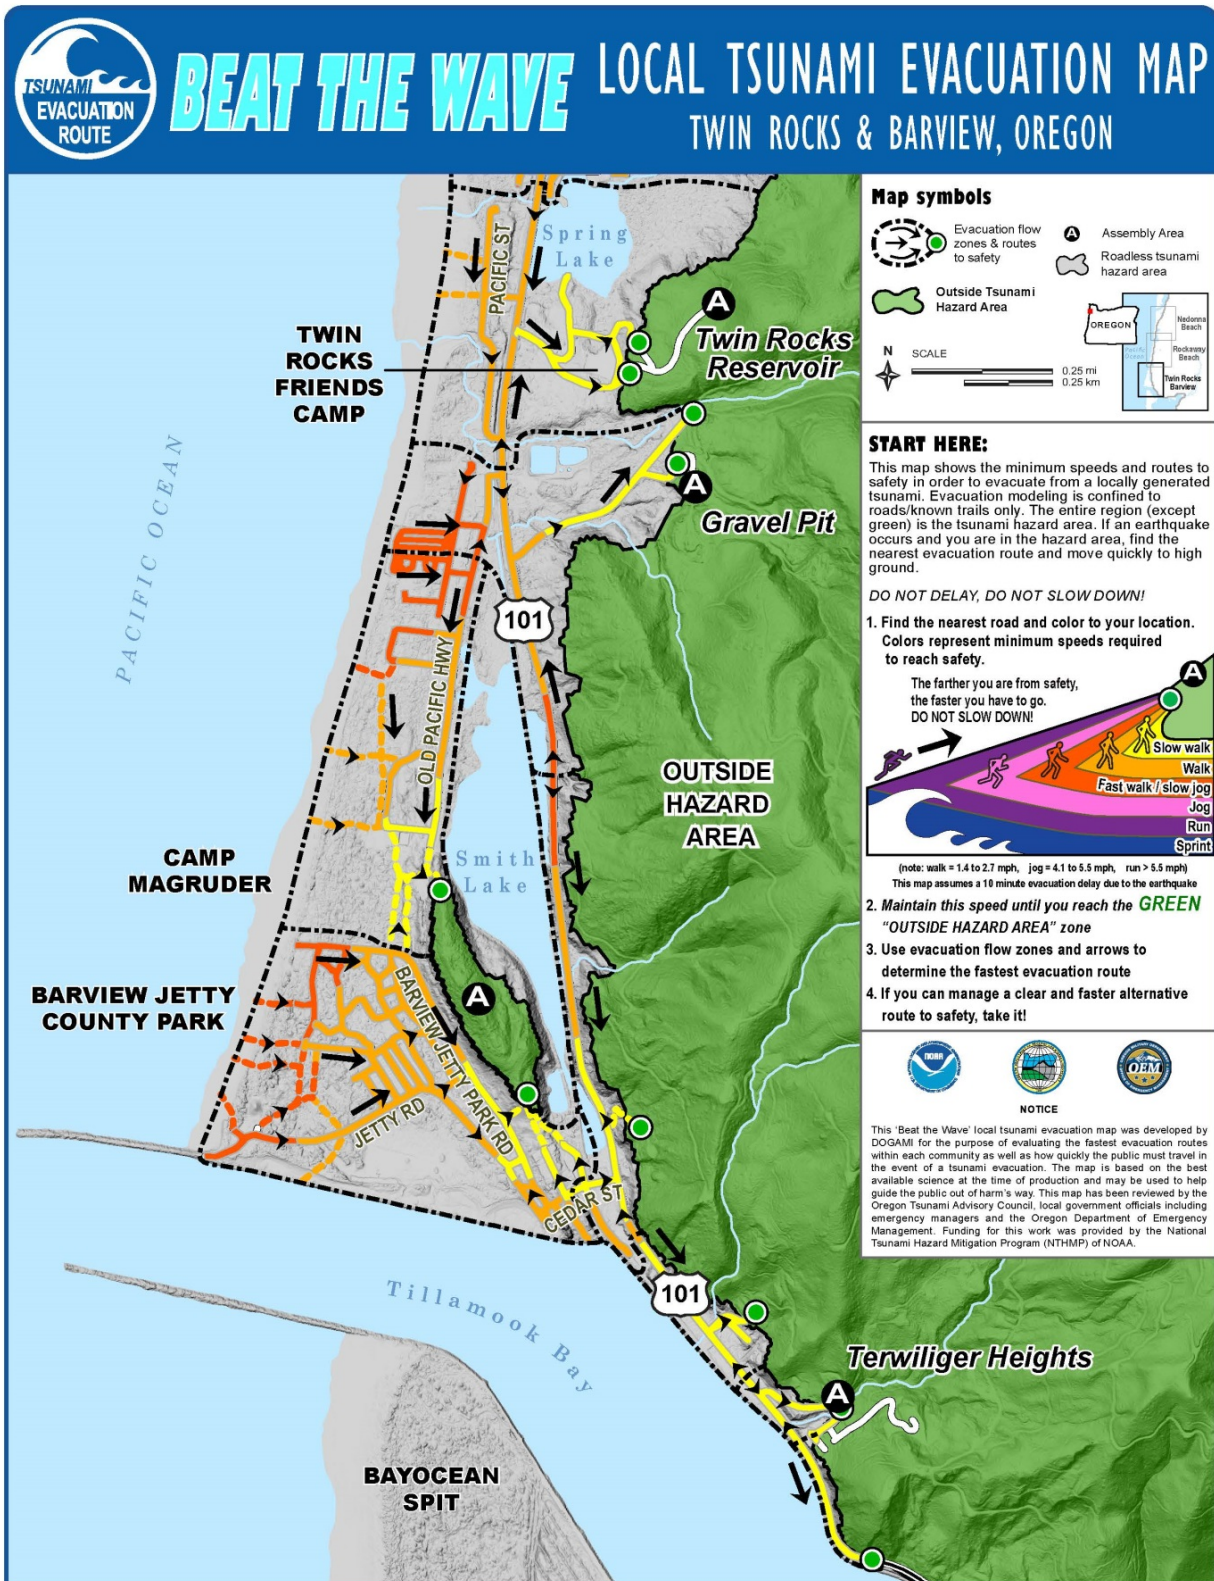 TSUNAMI
EVACUATION
ROUTE
BEAT THE WAVE
LOCAL TSUNAMI EVACUATION MAP
TWIN ROCKS & BARVIEW, OREGON
Map symbols
Evacuation flow
zones & routes
to safety
A
Assembly Area
Roadless tsunami
hazard area
Outside Tsunami
Hazard Area
OREGON
Nedonna
Beach
Pacific
Ocean
Rockaway
Beach
Twin Rocks
Barview
N
SCALE
0.25 mi
0.25 km
START HERE:
This map shows the minimum speeds and routes to
safety in order to evacuate from a locally generated
tsunami. Evacuation modeling is confined to
roads/known trails only. The entire region (except
green) is the tsunami hazard area. If an earthquake
occurs and you are in the hazard area, find the
nearest evacuation route and move quickly to high
ground.
DO NOT DELAY, DO NOT SLOW DOWN!
1. Find the nearest road and color to your location.
Colors represent minimum speeds required
to reach safety.
The farther you are from safety,
the faster you have to go.
DO NOT SLOW DOWN!
A
Slow walk
Walk
Fast walk / slow jog
Jog
Run
Sprint
(note: walk = 1.4 to 2.7 mph, jog = 4.1 to 5.5 mph, run > 5.5 mph)
This map assumes a 10 minute evacuation delay due to the earthquake
2. Maintain this speed until you reach the GREEN
“OUTSIDE HAZARD AREA” zone
3. Use evacuation flow zones and arrows to
determine the fastest evacuation route
4. If you can manage a clear and faster alternative
route to safety, take it!
NOAA
OEM
NOTICE
This 'Beat the Wave' local tsunami evacuation map was developed by
DOGAMI for the purpose of evaluating the fastest evacuation routes
within each community as well as how quickly the public must travel in
the event of a tsunami evacuation. The map is based on the best
available science at the time of production and may be used to help
guide the public out of harm's way. This map has been reviewed by the
Oregon Tsunami Advisory Council, local government officials including
emergency managers and the Oregon Department of Emergency
Management. Funding for this work was provided by the National
Tsunami Hazard Mitigation Program (NTHMP) of NOAA.
PACIFIC ST
Spring
Lake
A
TWIN
ROCKS
FRIENDS
CAMP
Twin Rocks
Reservoir
PACIFIC OCEAN
A
Gravel Pit
101
OLD PACIFIC HWY
OUTSIDE
HAZARD
AREA
CAMP
MAGRUDER
Smith
Lake
BARVIEW JETTY
COUNTY PARK
A
BARVIEW JETTY PARK RD
JETTY RD
CEDAR ST
101
Tillamook Bay
Terwiliger Heights
A
BAYOCEAN
SPIT